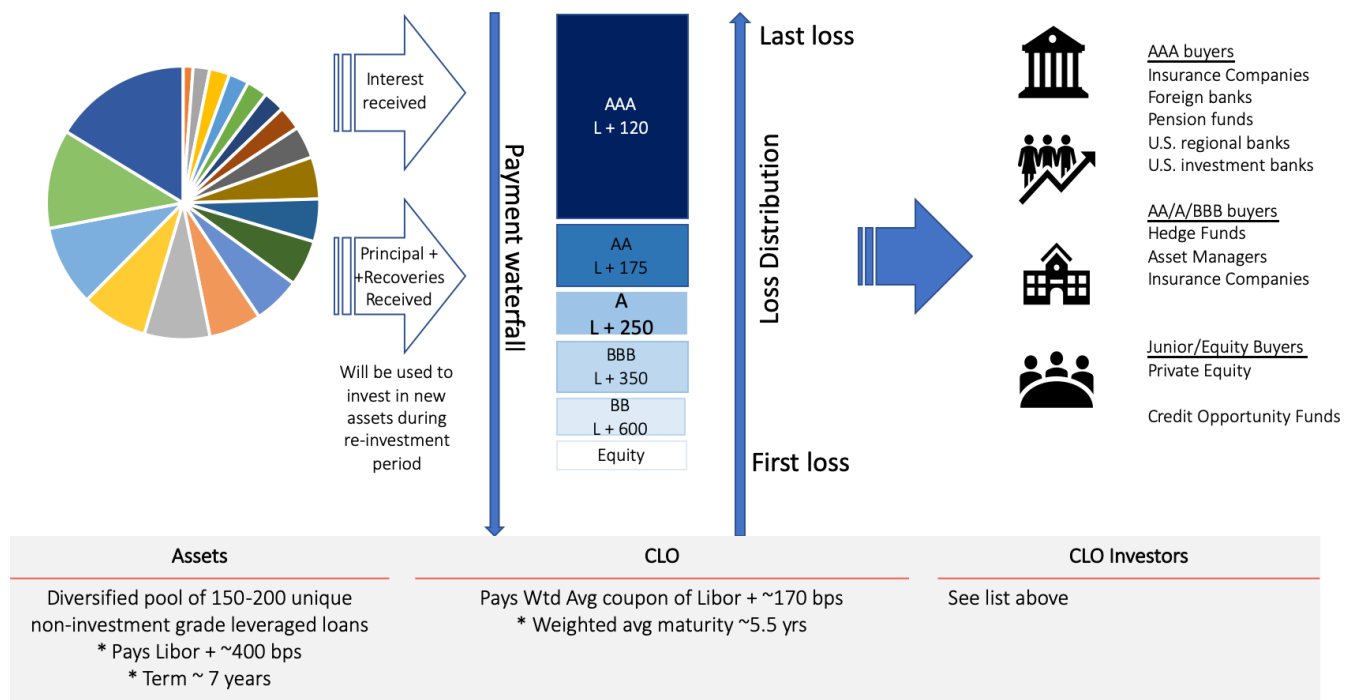 Interest
received
Principal +
+Recoveries
Received
Will be used to
invest in new
assets during
re-investment
period
Payment waterfall
AAA
L + 120
AA
L + 175
A
L + 250
BBB
L + 350
BB
L + 600
Equity
Loss Distribution
Last loss
First loss
AAA buyers
Insurance Companies
Foreign banks
Pension funds
U.S. regional banks
U.S. investment banks
AA/A/BBB buyers
Hedge Funds
Asset Managers
Insurance Companies
Junior/Equity Buyers
Private Equity
Credit Opportunity Funds
Assets
Diversified pool of 150-200 unique
non-investment grade leveraged loans
* Pays Libor + ~400 bps
* Term ~ 7 years
CLO
Pays Wtd Avg coupon of Libor + ~170 bps
* Weighted avg maturity ~5.5 yrs
CLO Investors
See list above